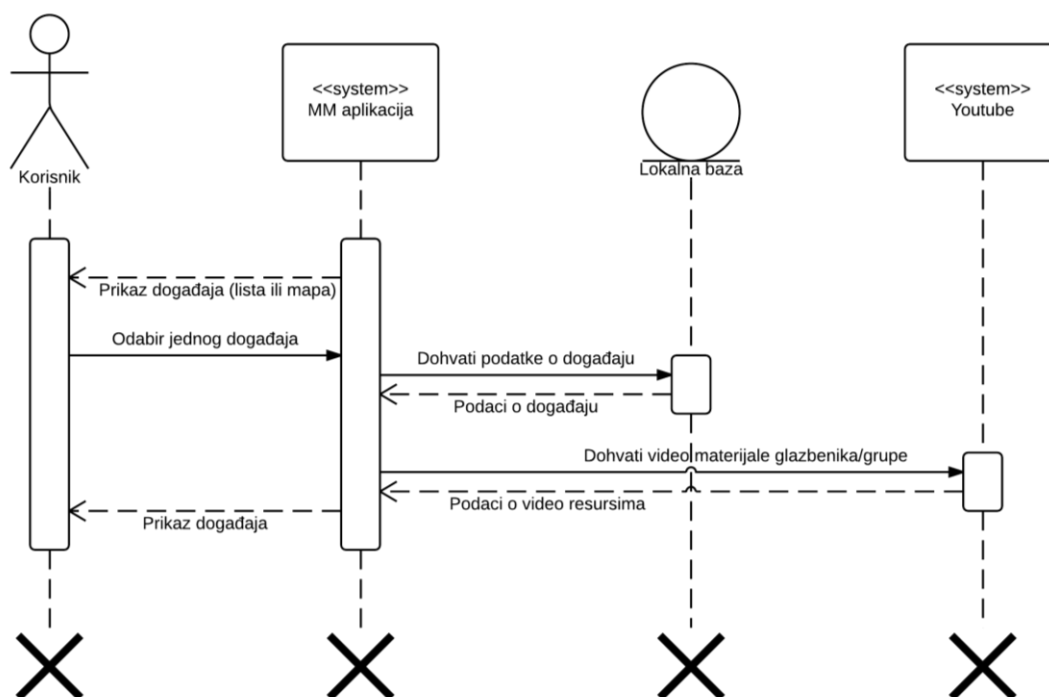 <<system>>
MM aplikacija
<<system>>
Youtube
Korisnik
Lokalna baza
Prikaz događaja (lista ili mapa)
Odabir jednog događaja
Dohvati podatke o događaju
Podaci o događaju
Dohvati video materijale glazbenika/grupe
Podaci o video resursima
Prikaz događaja